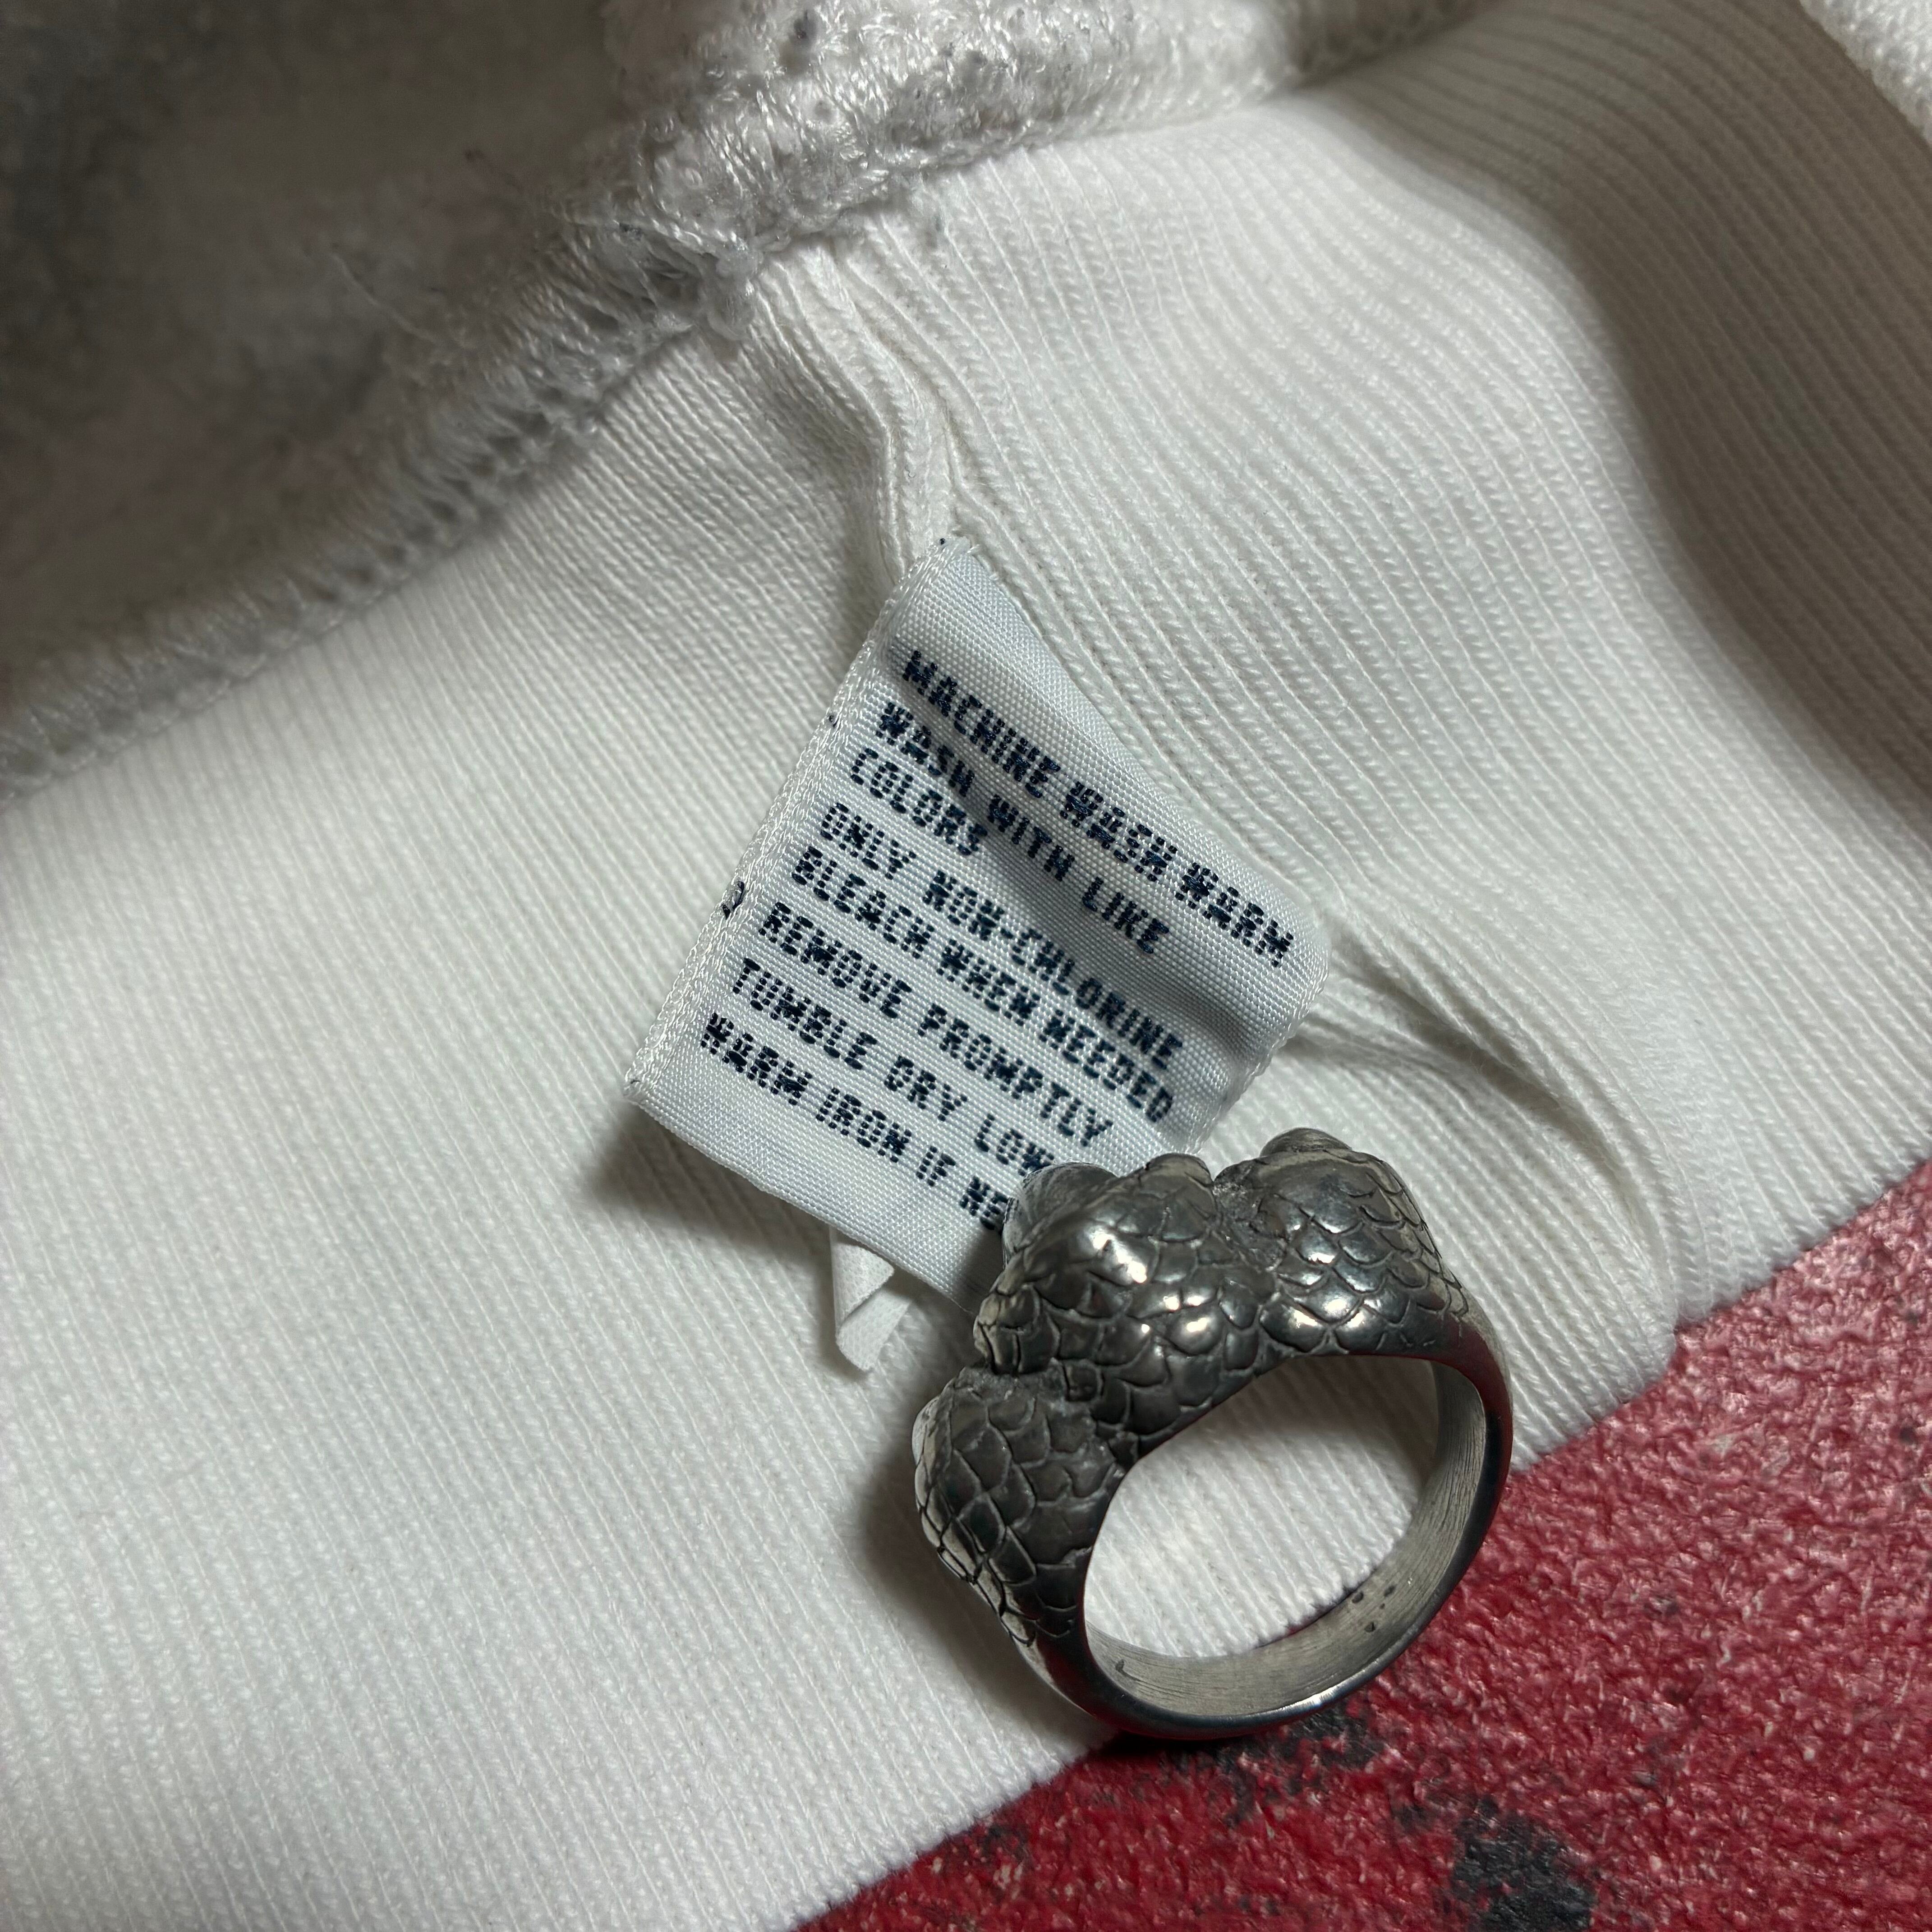 MACHINE WASH WARM
WASH WITH LIKE
COLORS
ONLY NON-CHLORINE
BLEACH WHEN NEEDED
REMOVE PROMPTLY
TUMBLE DRY LOW
WARM IRON IF